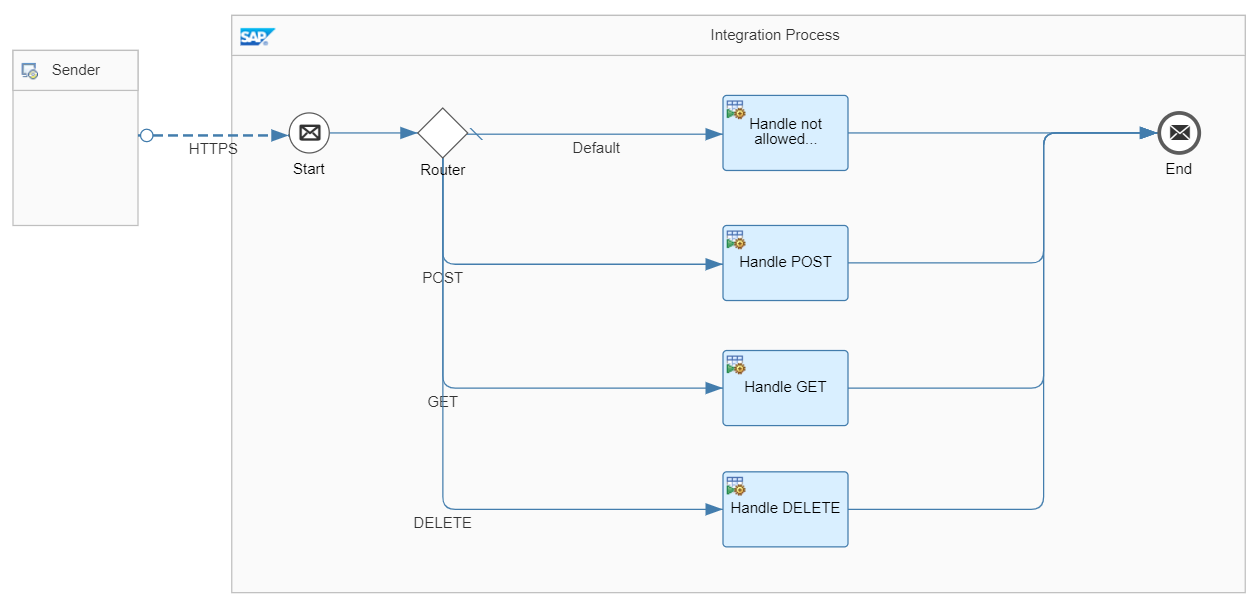 SAP
Integration Process
Sender
HTTPS
Start
Router
Default
Handle not
allowed...
End
POST
Handle POST
GET
Handle GET
DELETE
Handle DELETE